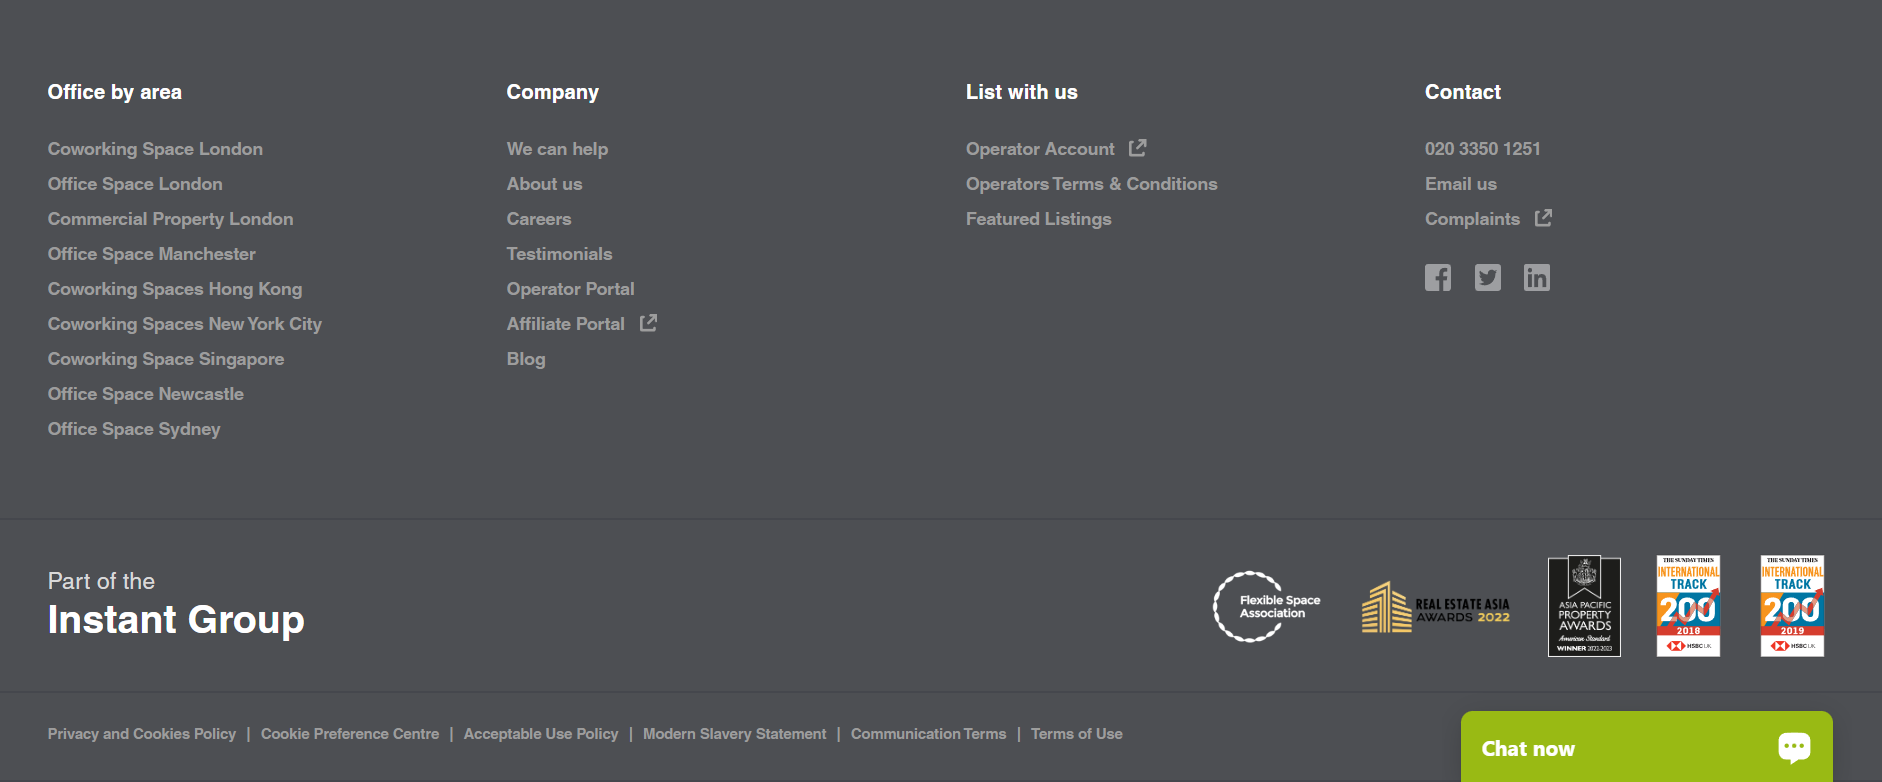 Office by area
Coworking Space London
Office Space London
Commercial Property London
Office Space Manchester
Coworking Spaces Hong Kong
Coworking Spaces New York City
Coworking Space Singapore
Office Space Newcastle
Office Space Sydney
Company
We can help
About us
Careers
Testimonials
Operator Portal
Affiliate Portal
Blog
List with us
Operator Account
Operators Terms & Conditions
Featured Listings
Contact
020 3350 1251
Email us
Complaints
Part of the
Instant Group
Flexible Space
Association
REAL ESTATE ASIA
AWARDS 2022
ASIA PACIFIC
PROPERTY
AWARDS
American Standard
WINNER 2022-2023
THE SUNDAY TIMES
INTERNATIONAL
TRACK
200
2018
HSBC UK
THE SUNDAY TIMES
INTERNATIONAL
TRACK
200
2019
HSBC UK
Privacy and Cookies Policy | Cookie Preference Centre | Acceptable Use Policy | Modern Slavery Statement | Communication Terms | Terms of Use
Chat now